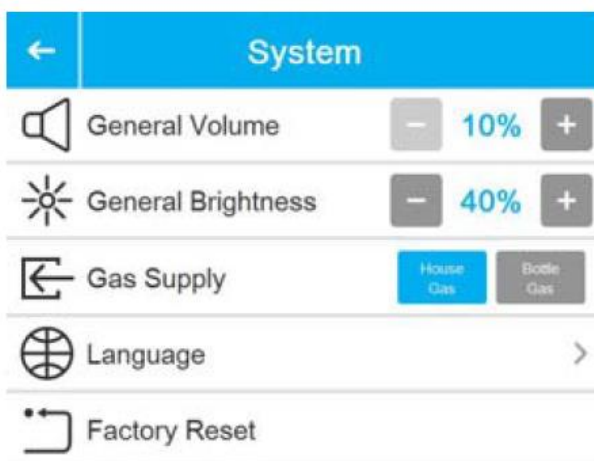 System
General Volume
10%
General Brightness
40%
Gas Supply
House
Gas
Bottle
Gas
Language
Factory Reset